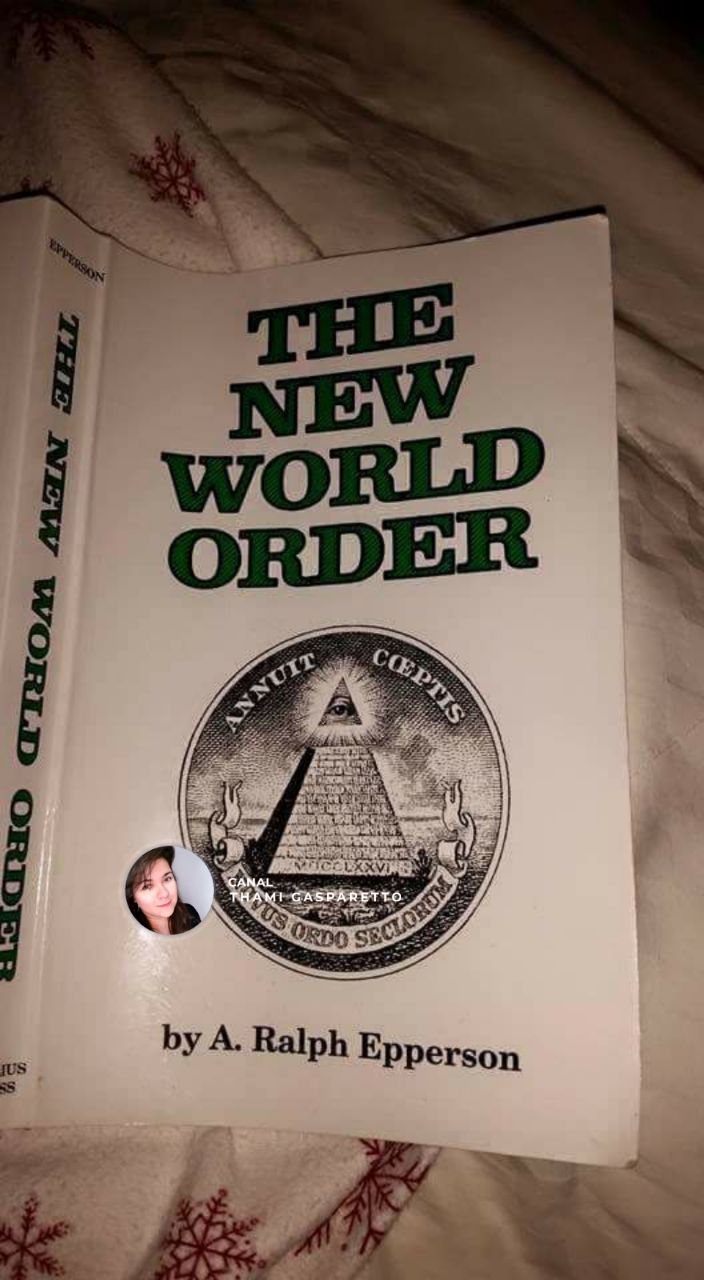 EPPERSON
THE NEW WORLD ORDER
THE
NEW
WORLD
ORDER
ANNUIT CŒPTIS
MDCCLXXVI
ORDO SECLORUM
CANAL
THAMI GASPARETTO
by A. Ralph Epperson